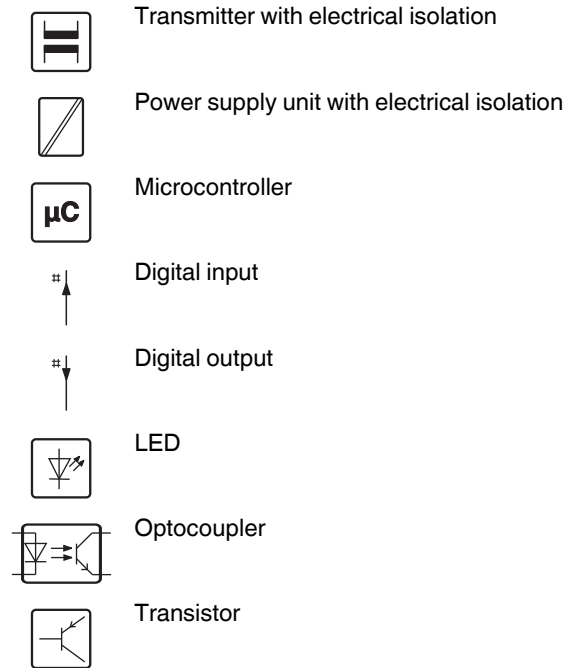 Transmitter with electrical isolation
Power supply unit with electrical isolation
µC
Microcontroller
#
Digital input
#
Digital output
LED
Optocoupler
Transistor